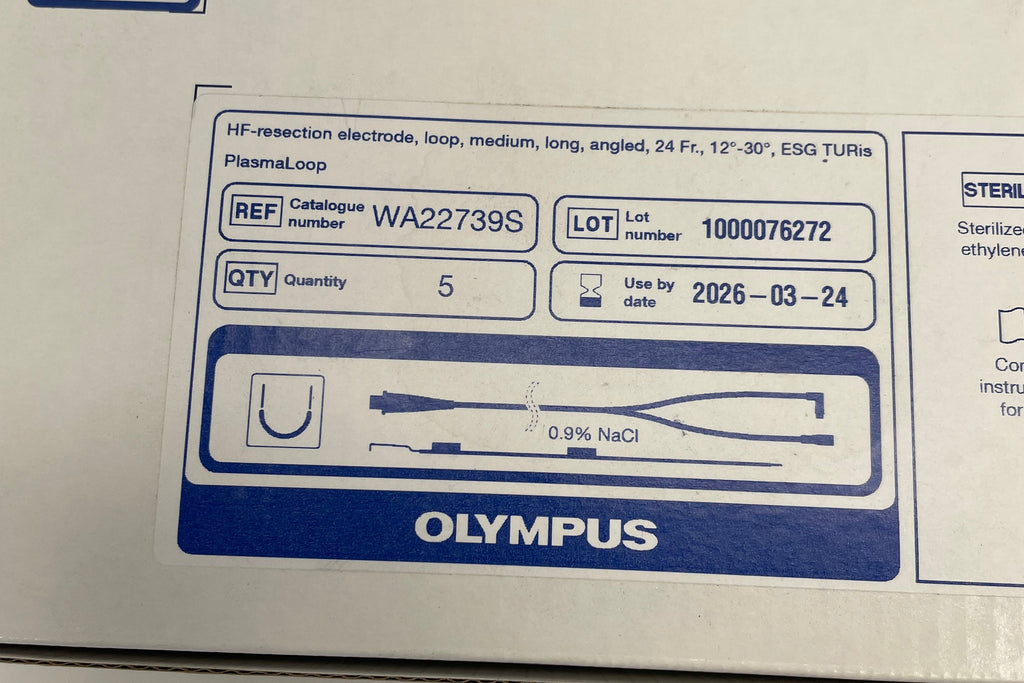 HF-resection electrode, loop, medium, long, angled, 24 Fr., 12°-30°, ESG TURis
PlasmaLoop
REF Catalogue number WA22739S
LOT Lot number 1000076272
QTY Quantity 5
Use by date 2026-03-24
0.9% NaCl
OLYMPUS
STERIL
Sterilized
ethylene
for